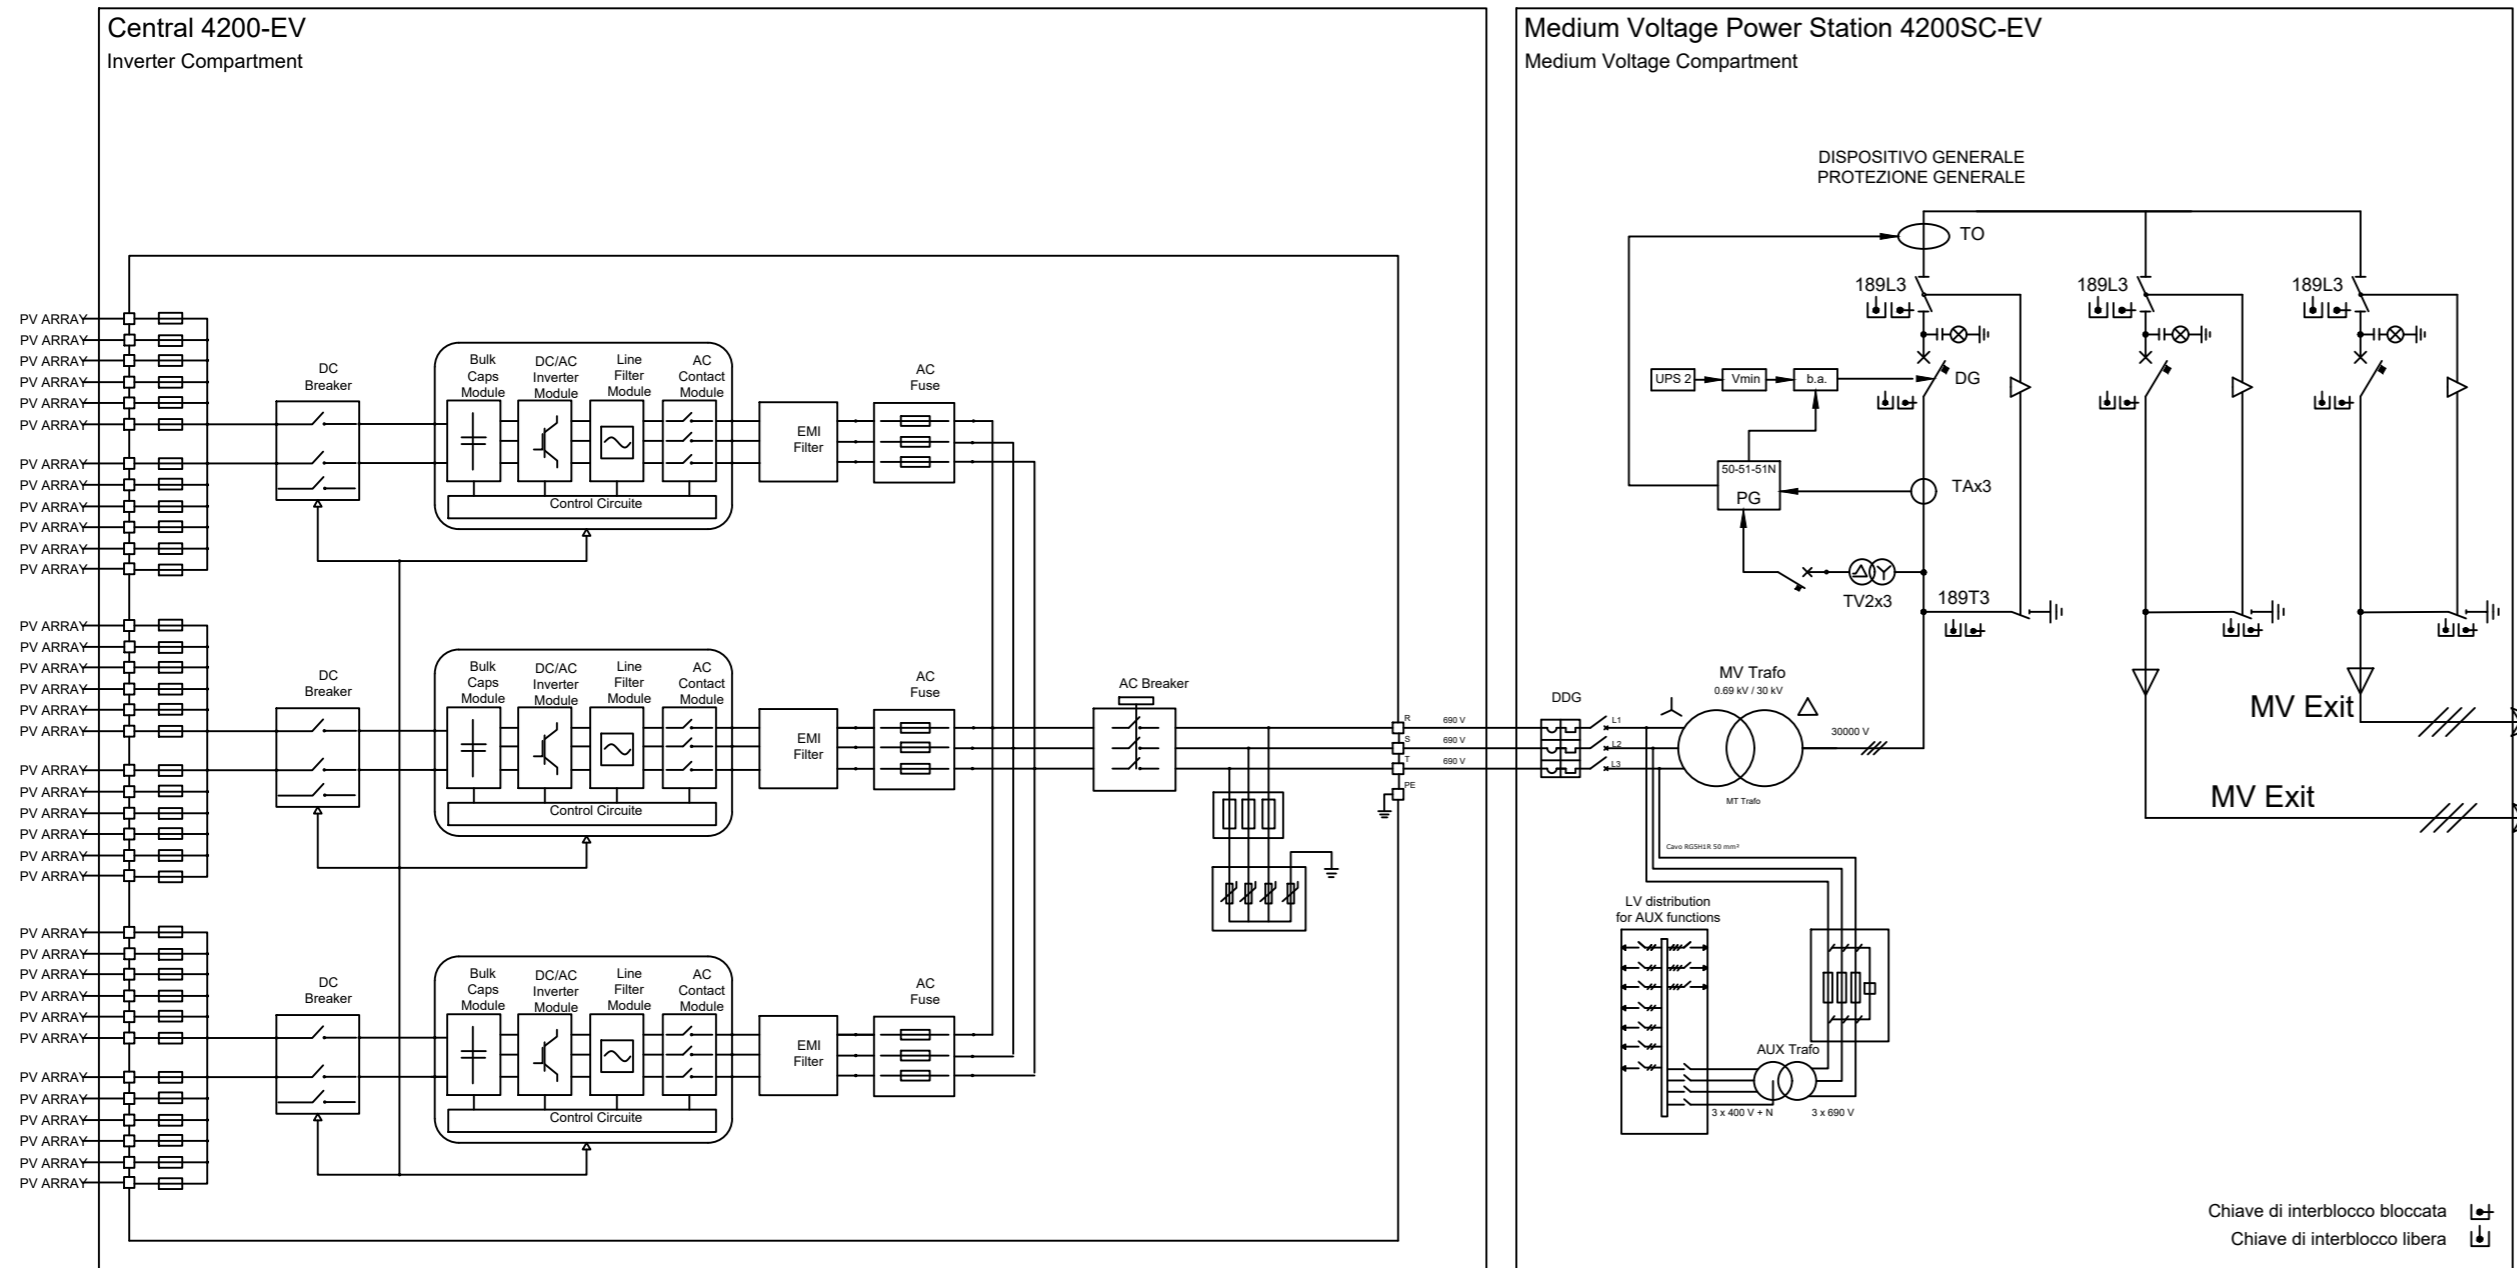 Central 4200-EV
Inverter Compartment
PV ARRAY
PV ARRAY
PV ARRAY
PV ARRAY
PV ARRAY
PV ARRAY
PV ARRAY
PV ARRAY
PV ARRAY
PV ARRAY
PV ARRAY
PV ARRAY
DC
Breaker
Bulk
Caps
Module
DC/AC
Inverter
Module
Line
Filter
Module
AC
Contact
Module
Control Circuite
EMI
Filter
AC
Fuse
PV ARRAY
PV ARRAY
PV ARRAY
PV ARRAY
PV ARRAY
PV ARRAY
PV ARRAY
PV ARRAY
PV ARRAY
PV ARRAY
PV ARRAY
PV ARRAY
DC
Breaker
Bulk
Caps
Module
DC/AC
Inverter
Module
Line
Filter
Module
AC
Contact
Module
Control Circuite
EMI
Filter
AC
Fuse
AC Breaker
R
S
T
PE
690 V
690 V
690 V
PV ARRAY
PV ARRAY
PV ARRAY
PV ARRAY
PV ARRAY
PV ARRAY
PV ARRAY
PV ARRAY
PV ARRAY
PV ARRAY
PV ARRAY
PV ARRAY
DC
Breaker
Bulk
Caps
Module
DC/AC
Inverter
Module
Line
Filter
Module
AC
Contact
Module
Control Circuite
EMI
Filter
AC
Fuse
Medium Voltage Power Station 4200SC-EV
Medium Voltage Compartment
DISPOSITIVO GENERALE
PROTEZIONE GENERALE
TO
189L3
189L3
189L3
UPS 2
Vmin
b.a.
DG
50-51-51N
PG
TAx3
TV2x3
189T3
DDG
L1
L2
L3
MV Trafo
0.69 kV / 30 kV
MT Trafo
30000 V
MV Exit
MV Exit
Cavo RG5H1R 50 mm²
LV distribution
for AUX functions
AUX Trafo
3 x 400 V + N
3 x 690 V
Chiave di interblocco bloccata
Chiave di interblocco libera